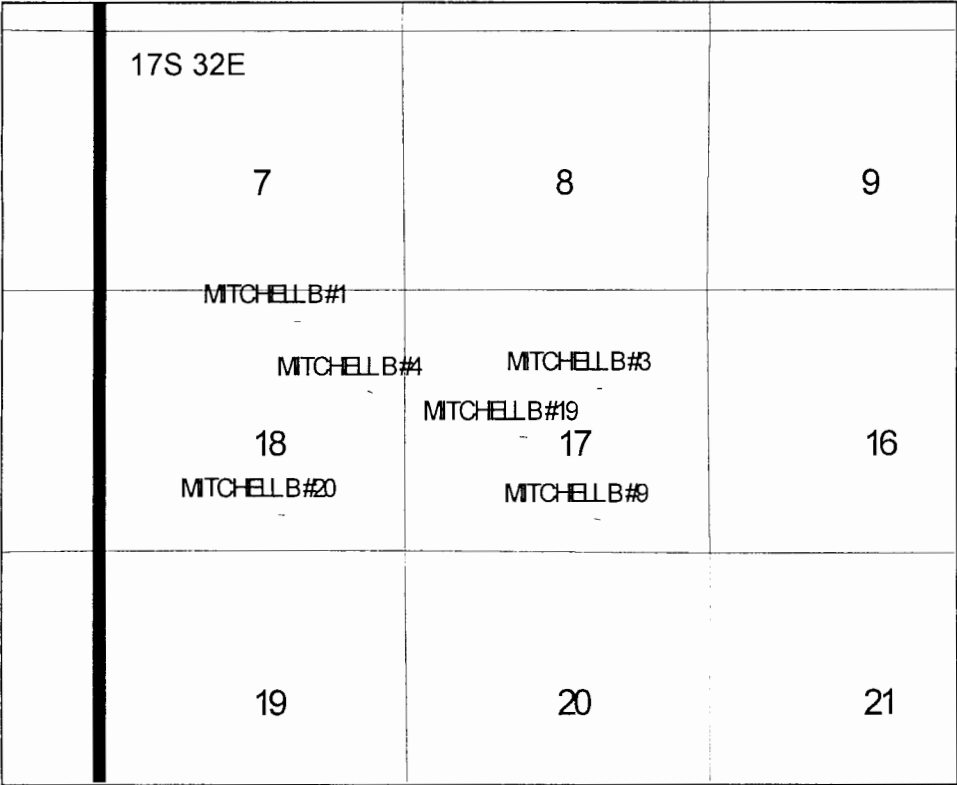 17S 32E
7 8 9
MITCHELL B #1
MITCHELL B #4 MITCHELL B #3
MITCHELL B #19
18 17 16
MITCHELL B #20 MITCHELL B #9
19 20 21